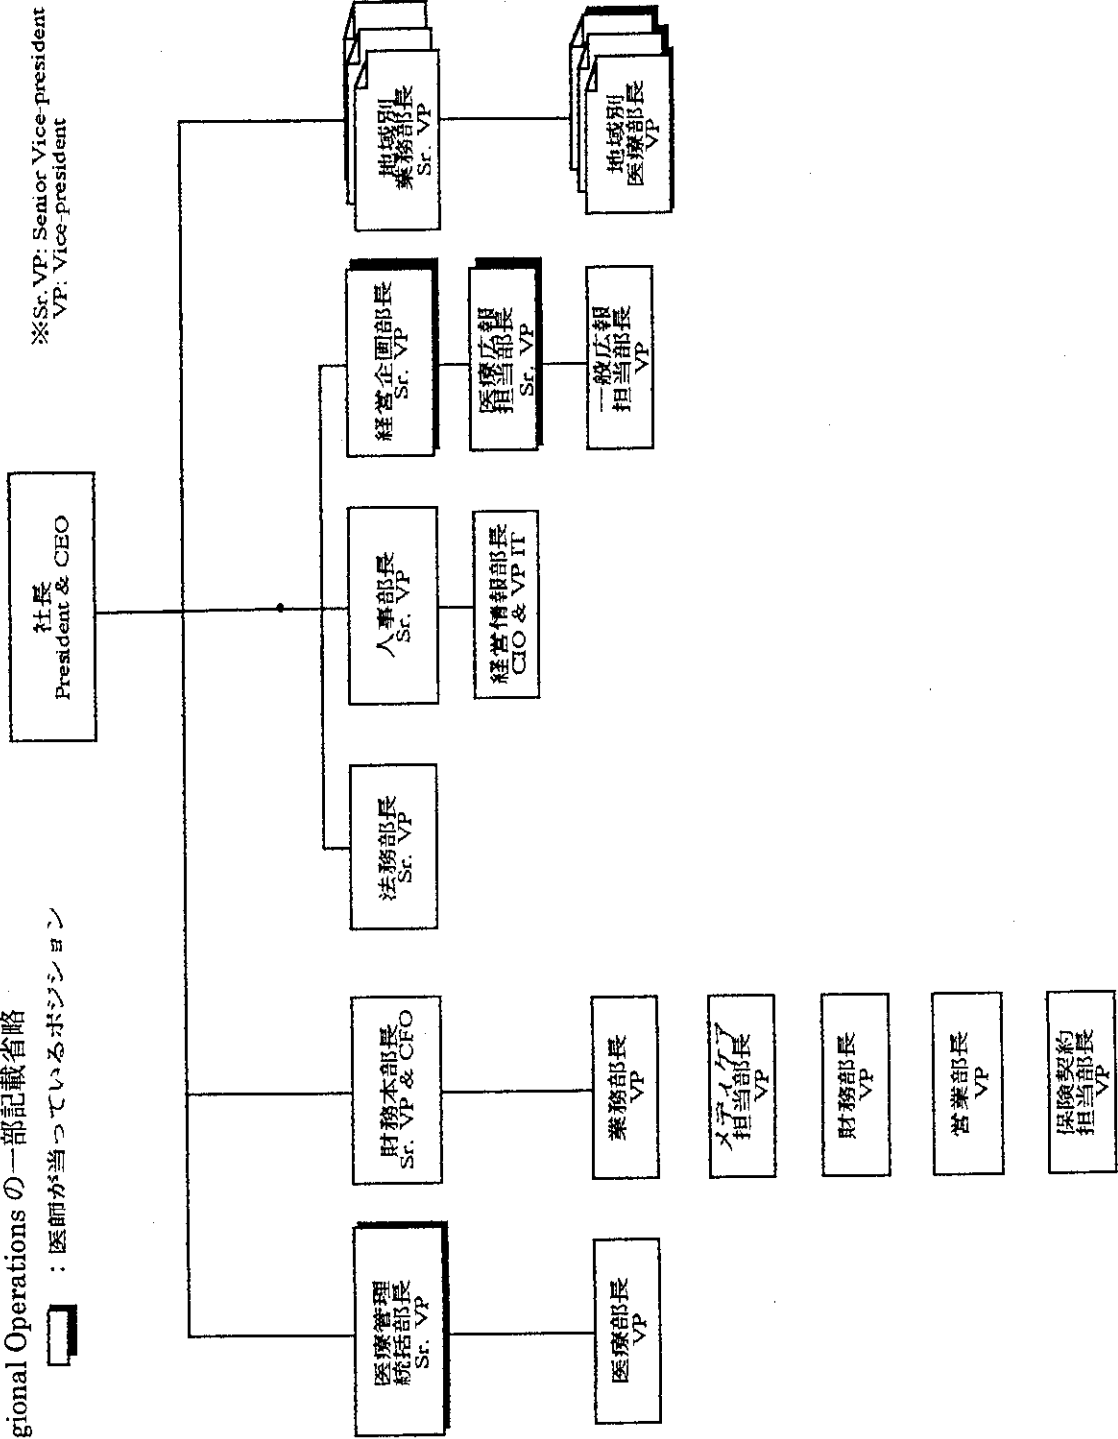 gional Operations の一部記載省略
：医師が当っているポジション
※Sr. VP: Senior Vice-president
VP: Vice-president
社長
President & CEO
医療管理
統括部長
Sr. VP
財務本部長
Sr. VP & CFO
法務部長
Sr. VP
人事部長
Sr. VP
経営企画部長
Sr. VP
地域別
業務部長
Sr. VP
経営情報部長
CIO & VP IT
医療広報
担当部長
Sr. VP
医療部長
VP
業務部長
VP
一般広報
担当部長
VP
地域別
医療部長
VP
メディケア
担当部長
VP
財務部長
VP
営業部長
VP
保険契約
担当部長
VP